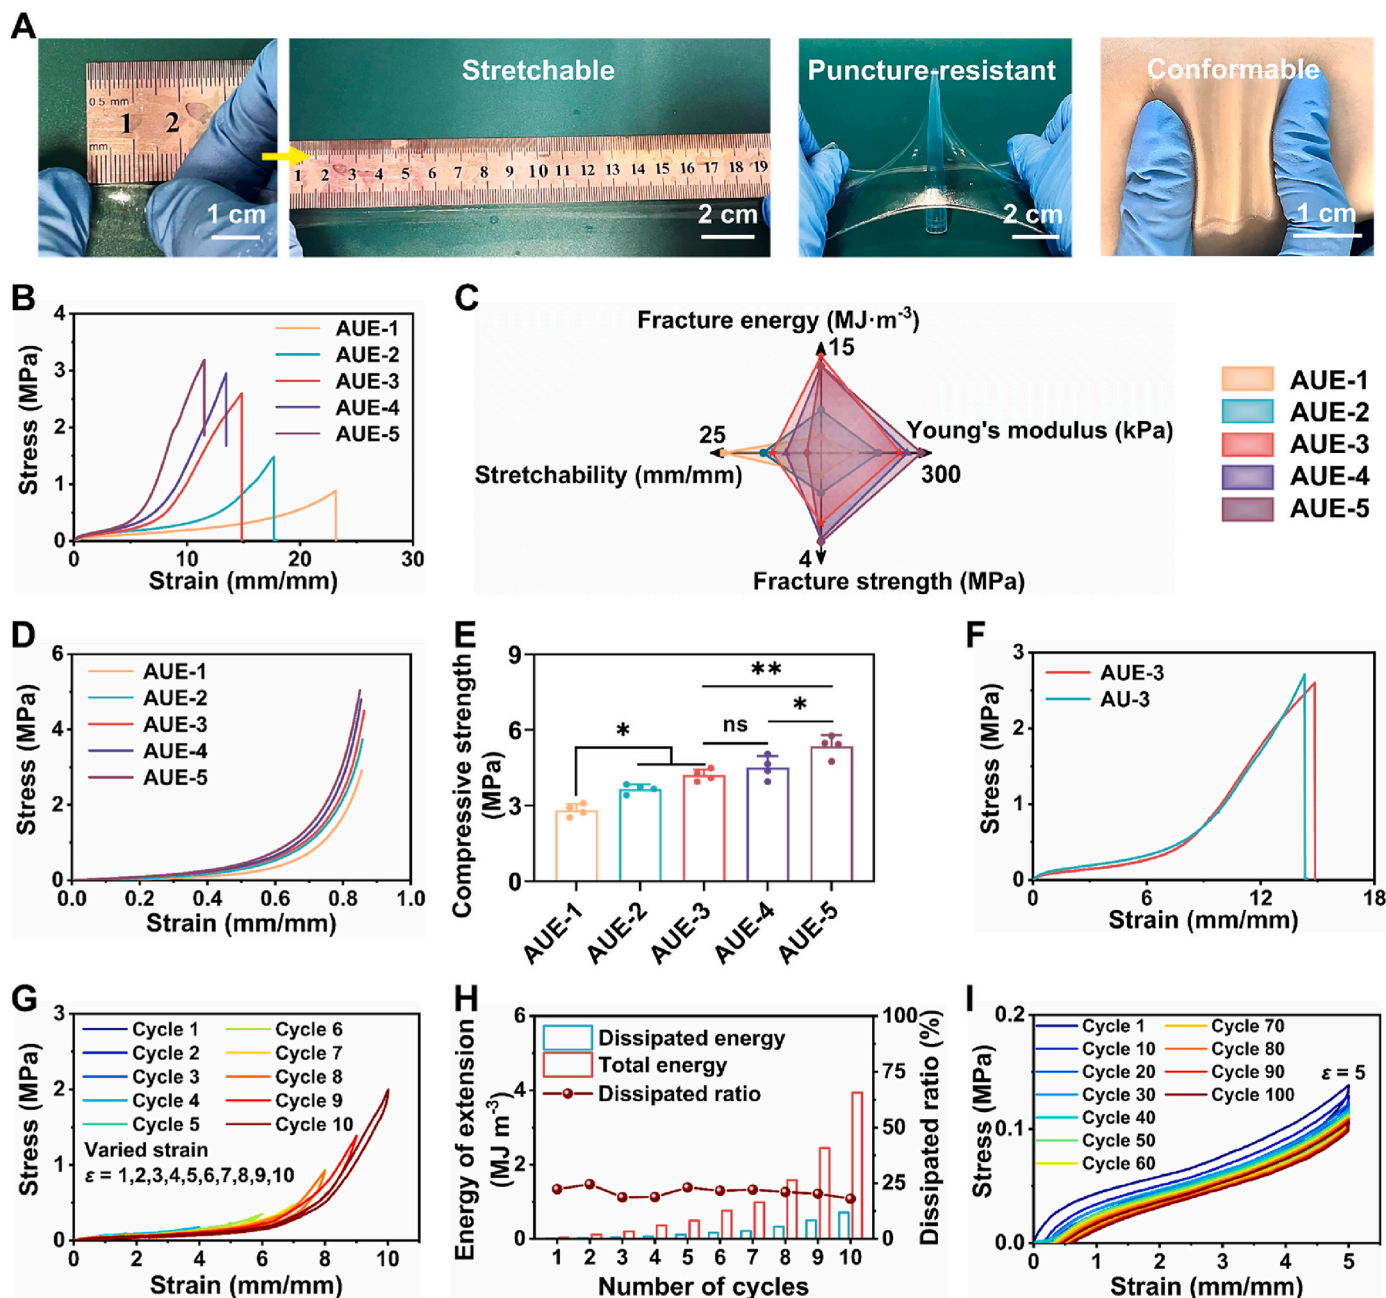 A
0.5 mm
1 2
mm
1 cm
Stretchable
1 2 3 4 5 6 7 8 9 10 11 12 13 14 15 16 17 18 19
2 cm
Puncture-resistant
2 cm
Conformable
1 cm
B
Stress (MPa)
4
3
2
1
0
AUE-1
AUE-2
AUE-3
AUE-4
AUE-5
0 10 20 30
Strain (mm/mm)
C
Fracture energy (MJ·m⁻³)
15
25
Stretchability (mm/mm)
Young's modulus (kPa)
300
4
Fracture strength (MPa)
AUE-1
AUE-2
AUE-3
AUE-4
AUE-5
D
Stress (MPa)
6
4
2
0
AUE-1
AUE-2
AUE-3
AUE-4
AUE-5
0.0 0.2 0.4 0.6 0.8 1.0
Strain (mm/mm)
E
Compressive strength
(MPa)
9
6
3
0
*
**
ns
*
AUE-1
AUE-2
AUE-3
AUE-4
AUE-5
F
Stress (MPa)
3
2
1
0
AUE-3
AU-3
0 6 12 18
Strain (mm/mm)
G
Stress (MPa)
3
2
1
0
Cycle 1
Cycle 2
Cycle 3
Cycle 4
Cycle 5
Cycle 6
Cycle 7
Cycle 8
Cycle 9
Cycle 10
Varied strain
ε = 1,2,3,4,5,6,7,8,9,10
0 2 4 6 8 10
Strain (mm/mm)
H
Energy of extension
(MJ m⁻³)
6
4
2
0
Dissipated energy
Total energy
Dissipated ratio
100
75
50
25
0
Dissipated ratio (%)
1 2 3 4 5 6 7 8 9 10
Number of cycles
I
Stress (MPa)
0.2
0.1
0.0
Cycle 1
Cycle 10
Cycle 20
Cycle 30
Cycle 40
Cycle 50
Cycle 60
Cycle 70
Cycle 80
Cycle 90
Cycle 100
ε = 5
0 1 2 3 4 5
Strain (mm/mm)